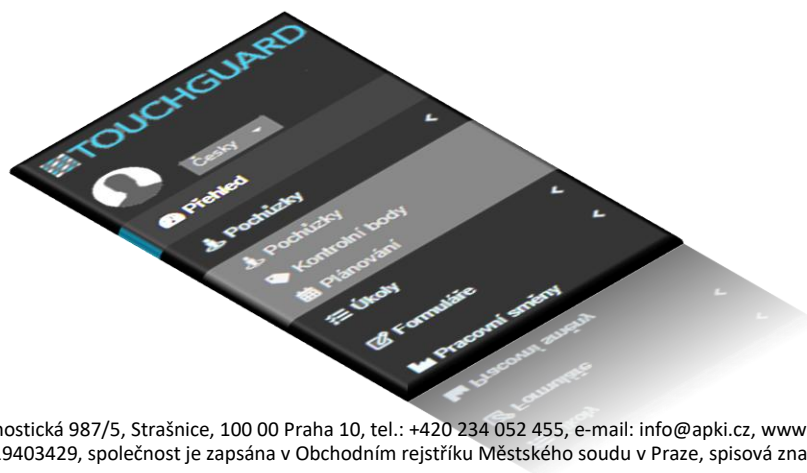 TOUCHGUARD
Česky
Přehled
Pochůzky
Pochůzky
Kontrolní body
Plánování
Úkoly
Formuláře
Pracovní směny
nostická 987/5, Strašnice, 100 00 Praha 10, tel.: +420 234 052 455, e-mail: info@apki.cz, www
9403429, společnost je zapsána v Obchodním rejstříku Městského soudu v Praze, spisová zna